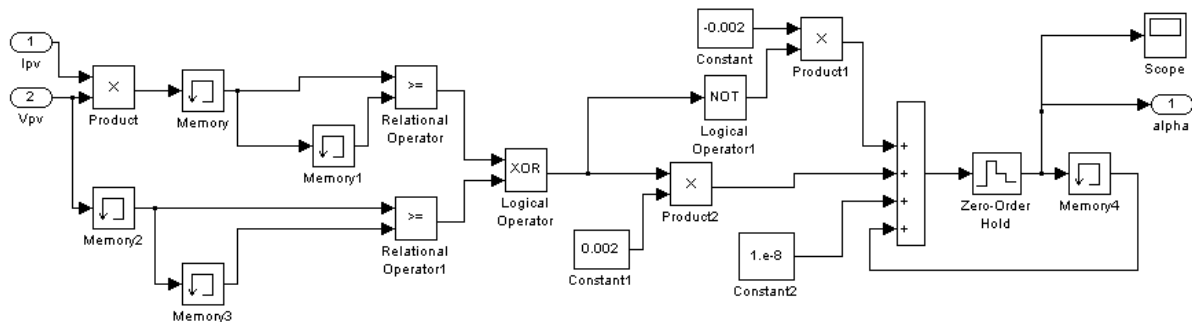 1
Ipv
2
Vpv
×
Product
Memory
Memory1
>=
Relational
Operator
Memory2
Memory3
>=
Relational
Operator1
XOR
Logical
Operator
-0.002
Constant
×
Product1
NOT
Logical
Operator1
×
Product2
0.002
Constant1
1.e-8
Constant2
+
+
+
+
Zero-Order
Hold
Memory4
Scope
1
alpha